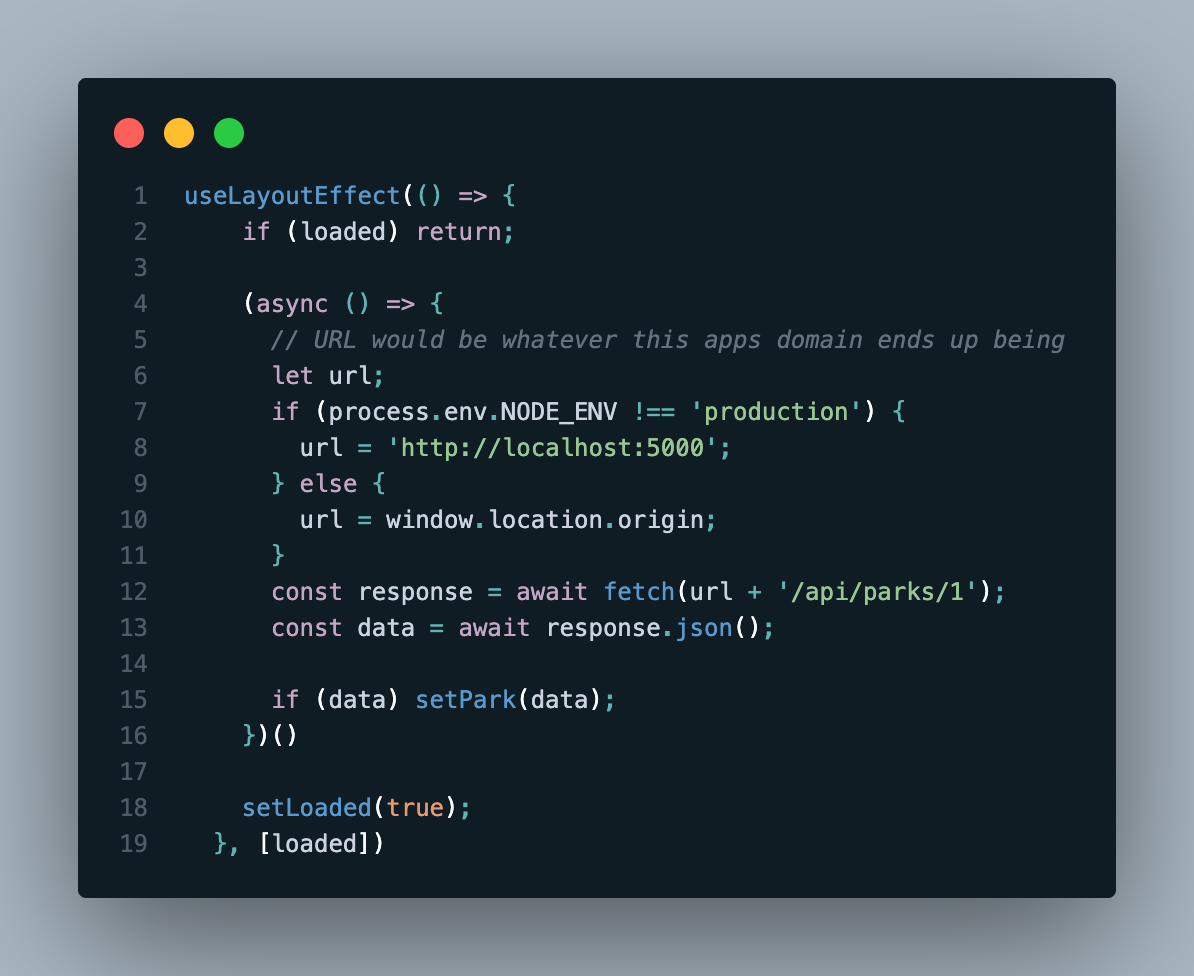 1 useLayoutEffect(() => {
2 if (loaded) return;
3
4 (async () => {
5 // URL would be whatever this apps domain ends up being
6 let url;
7 if (process.env.NODE_ENV !== 'production') {
8 url = 'http://localhost:5000';
9 } else {
10 url = window.location.origin;
11 }
12 const response = await fetch(url + '/api/parks/1');
13 const data = await response.json();
14
15 if (data) setPark(data);
16 })()
17
18 setLoaded(true);
19 }, [loaded])